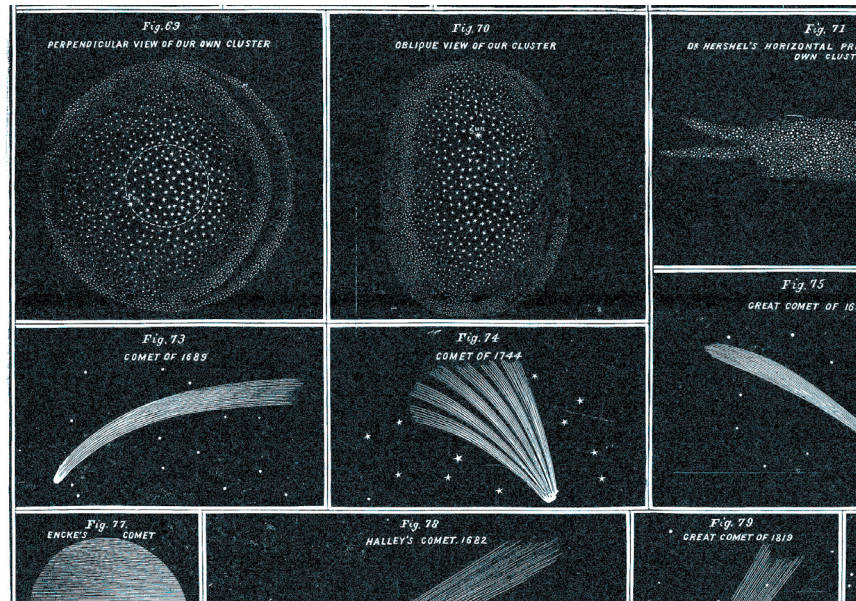 Fig. 69
PERPENDICULAR VIEW OF OUR OWN CLUSTER
Sun
Fig. 70
OBLIQUE VIEW OF OUR CLUSTER
Sun
Fig. 71
DR HERSHEL'S HORIZONTAL
OWN
Fig. 73
COMET OF 1689
Fig. 74
COMET OF 1744
Fig. 75
GREAT COMET OF
Fig. 77.
ENCKE'S COMET
Fig. 78
HALLEY'S COMET. 1682
Fig. 79
GREAT COMET OF 1819